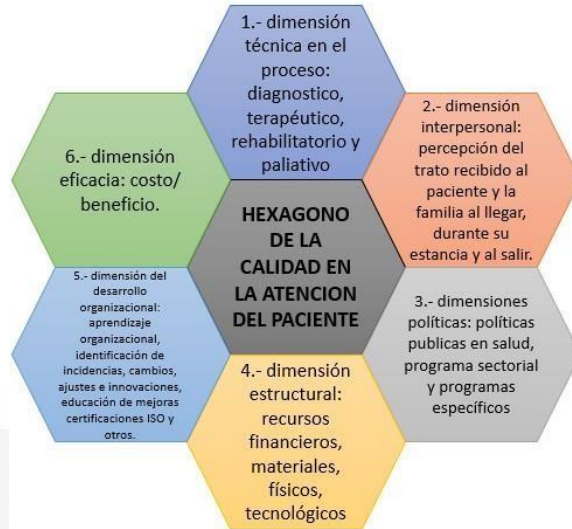 1.- dimensión
técnica en el
proceso:
diagnostico,
terapéutico,
rehabilitatorio y
paliativo
2.- dimensión
interpersonal:
percepción del
trato recibido al
paciente y la
familia al llegar,
durante su
estancia y al salir.
3.- dimensiones
políticas: políticas
publicas en salud,
programa sectorial
y programas
específicos
4.- dimensión
estructural:
recursos
financieros,
materiales,
físicos,
tecnológicos
5.- dimensión del
desarrollo
organizacional:
aprendizaje
organizacional,
identificación de
incidencias, cambios,
ajustes e innovaciones,
educación de mejoras
certificaciones ISO y
otros.
6.- dimensión
eficacia: costo/
beneficio.
HEXAGONO
DE LA
CALIDAD EN
LA ATENCION
DEL PACIENTE